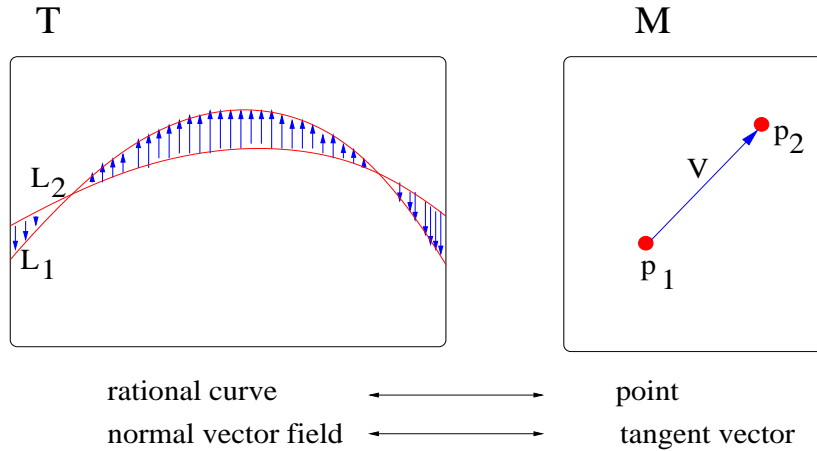 T M
L2
L1
V
p2
p1
rational curve point
normal vector field tangent vector